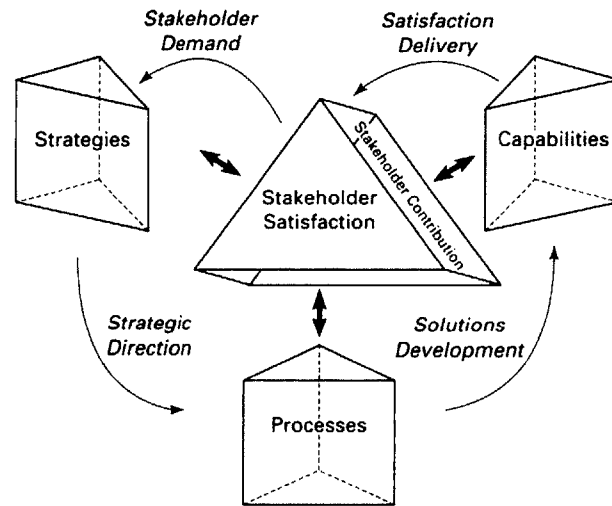 Stakeholder
Demand
Satisfaction
Delivery
Strategies
Capabilities
Stakeholder
Satisfaction
Stakeholder Contribution
Strategic
Direction
Solutions
Development
Processes